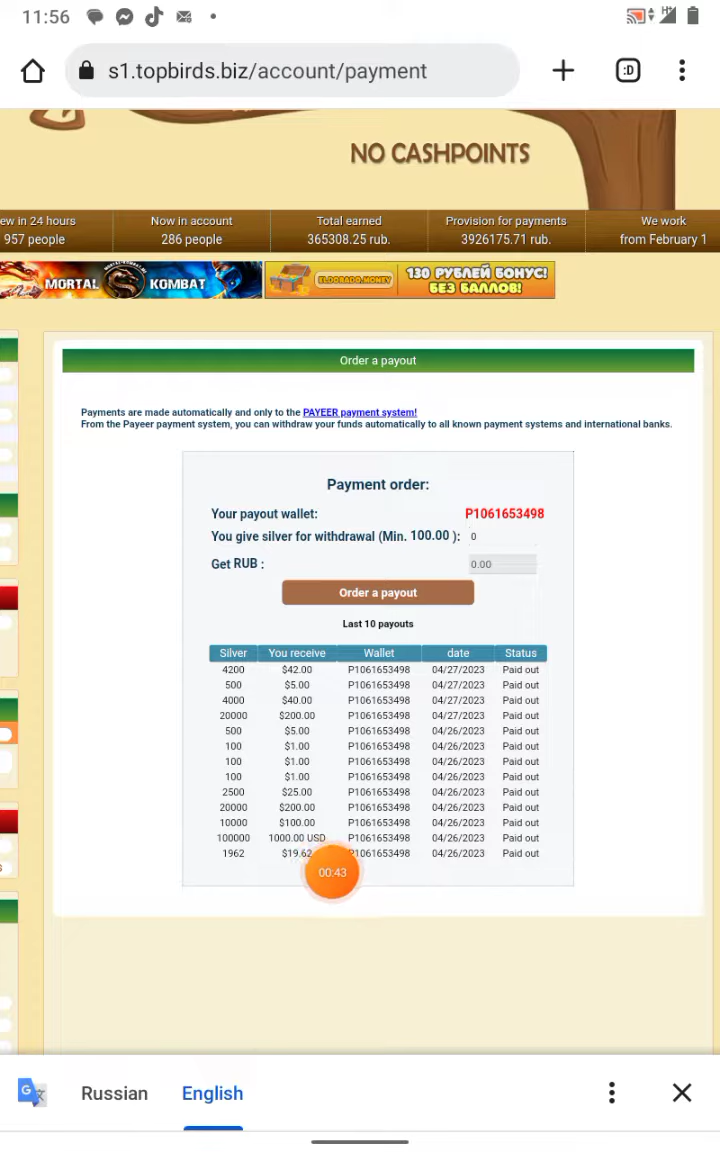 11:56
s1.topbirds.biz/account/payment
:D
NO CASHPOINTS
ew in 24 hours
957 people
Now in account
286 people
Total earned
365308.25 rub.
Provision for payments
3926175.71 rub.
We work
from February 1
MORTAL KOMBAT
ELDORADO.MONEY
130 РУБЛЕЙ БОНУС!
БЕЗ БАЛЛОВ!
Order a payout
Payments are made automatically and only to the PAYEER payment system!
From the Payeer payment system, you can withdraw your funds automatically to all known payment systems and international banks.
Payment order:
Your payout wallet: P1061653498
You give silver for withdrawal (Min. 100.00 ): 0
Get RUB : 0.00
Order a payout
Last 10 payouts
Silver You receive Wallet date Status
4200 $42.00 P1061653498 04/27/2023 Paid out
500 $5.00 P1061653498 04/27/2023 Paid out
4000 $40.00 P1061653498 04/27/2023 Paid out
20000 $200.00 P1061653498 04/27/2023 Paid out
500 $5.00 P1061653498 04/26/2023 Paid out
100 $1.00 P1061653498 04/26/2023 Paid out
100 $1.00 P1061653498 04/26/2023 Paid out
100 $1.00 P1061653498 04/26/2023 Paid out
2500 $25.00 P1061653498 04/26/2023 Paid out
20000 $200.00 P1061653498 04/26/2023 Paid out
10000 $100.00 P1061653498 04/26/2023 Paid out
100000 1000.00 USD P1061653498 04/26/2023 Paid out
1962 $19.62 P1061653498 04/26/2023 Paid out
00:43
Russian
English